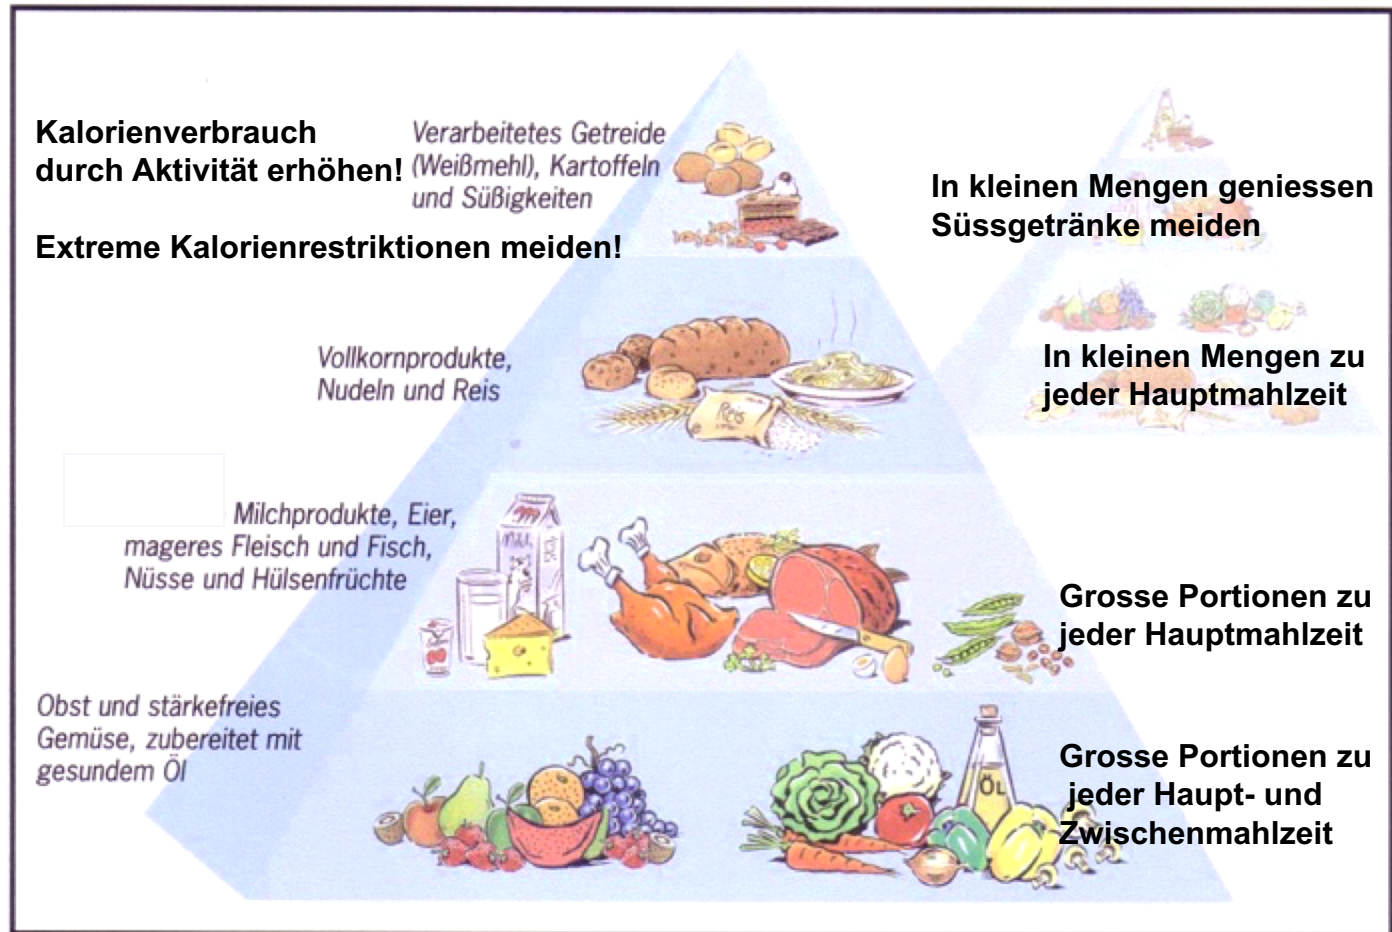 Kalorienverbrauch
durch Aktivität erhöhen!
Extreme Kalorienrestriktionen meiden!
Verarbeitetes Getreide
(Weißmehl), Kartoffeln
und Süßigkeiten
In kleinen Mengen geniessen
Süssgetränke meiden
Vollkornprodukte,
Nudeln und Reis
Reis
In kleinen Mengen zu
jeder Hauptmahlzeit
Milchprodukte, Eier,
mageres Fleisch und Fisch,
Nüsse und Hülsenfrüchte
Milch
Grosse Portionen zu
jeder Hauptmahlzeit
Obst und stärkefreies
Gemüse, zubereitet mit
gesundem Öl
ÖL
Grosse Portionen zu
jeder Haupt- und
Zwischenmahlzeit